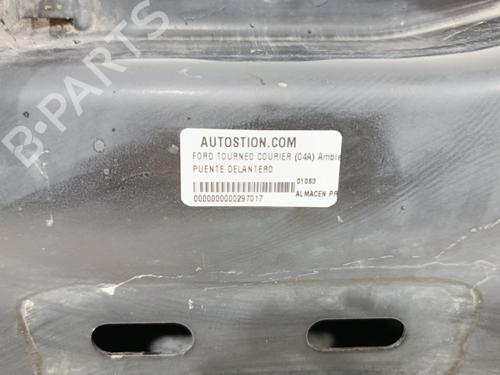 B-PARTS
AUTOSTION.COM
FORD TOURNEO COURIER (C4A) Ambie
PUENTE DELANTERO
01083
0000000000297017
ALMACEN PR